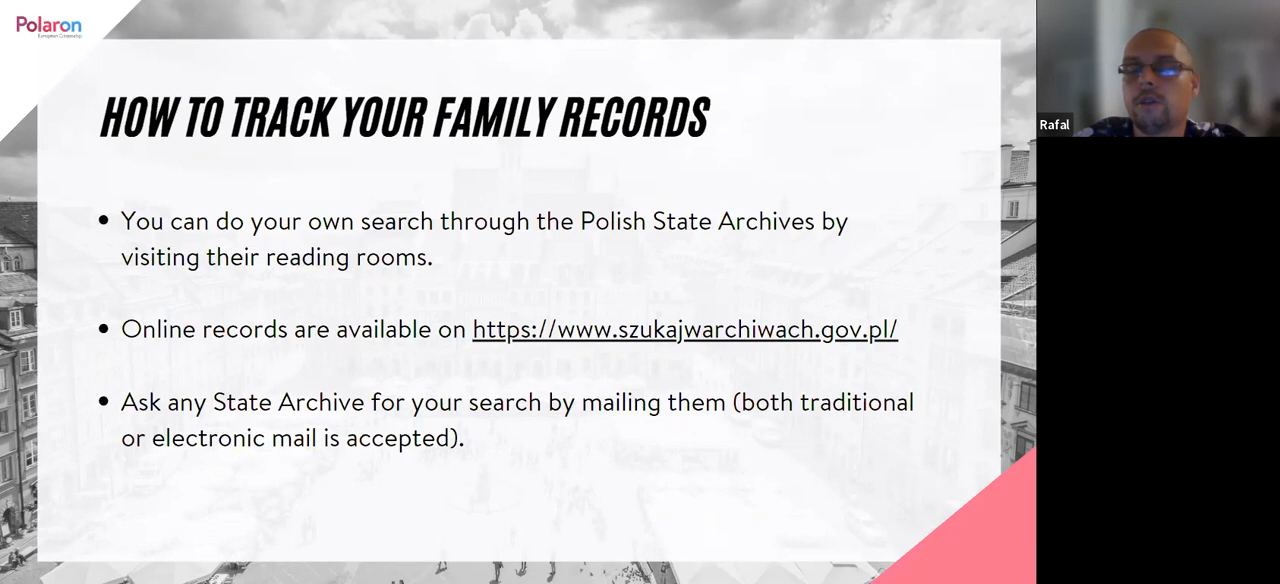 Polaron
European Citizenship
HOW TO TRACK YOUR FAMILY RECORDS
• You can do your own search through the Polish State Archives by
visiting their reading rooms.
• Online records are available on https://www.szukajwarchiwach.gov.pl/
• Ask any State Archive for your search by mailing them (both traditional
or electronic mail is accepted).
Rafal